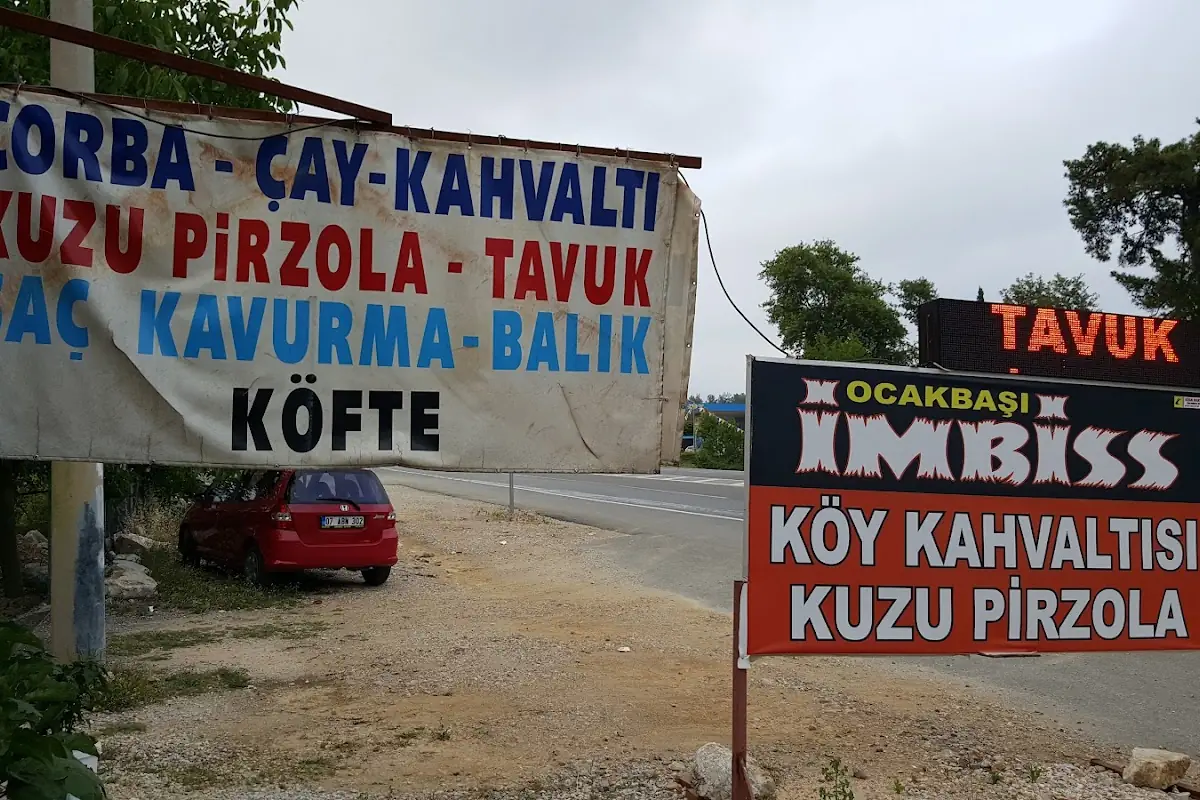 ÇORBA - ÇAY-KAHVALTI
KUZU PİRZOLA - TAVUK
SAÇ KAVURMA-BALIK
KÖFTE
07 ABN 302
TAVUK
OCAKBAŞI
İMBİSS
KÖY KAHVALTISI
KUZU PİRZOLA